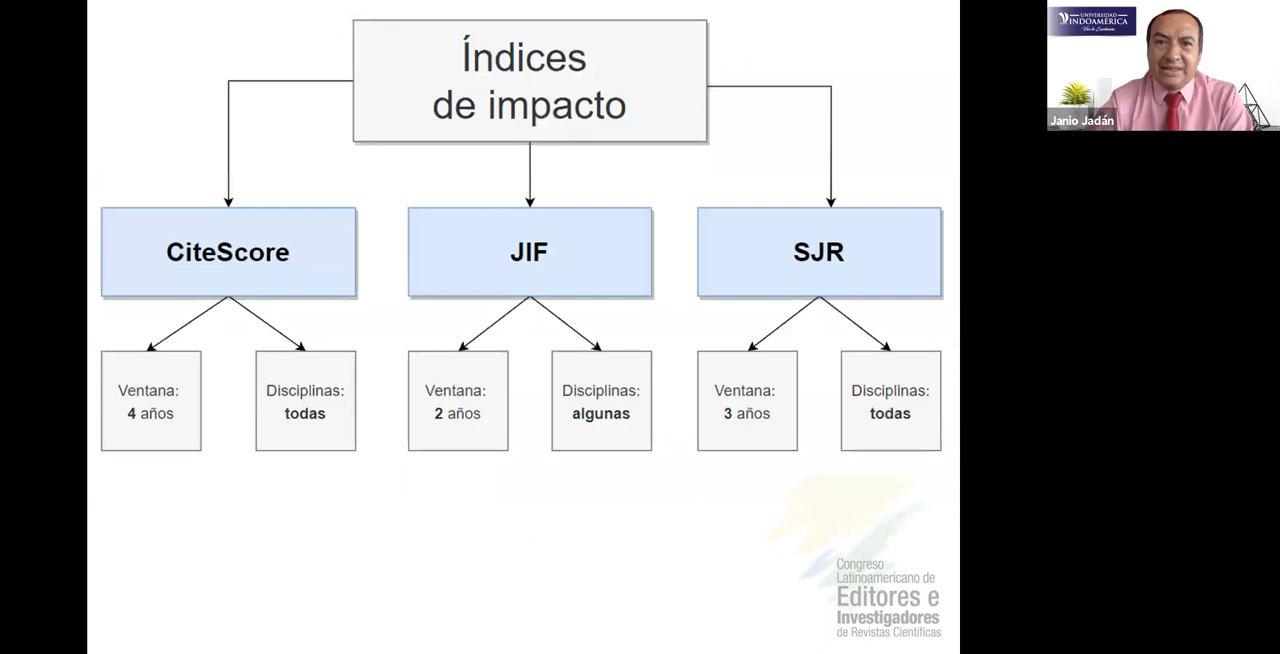 Índices
de impacto
CiteScore
JIF
SJR
Ventana:
4 años
Disciplinas:
todas
Ventana:
2 años
Disciplinas:
algunas
Ventana:
3 años
Disciplinas:
todas
Congreso
Latinoamericano de
Editores e
Investigadores
de Revistas Científicas
UNIVERSIDAD
INDOAMÉRICA
Janio Jadán